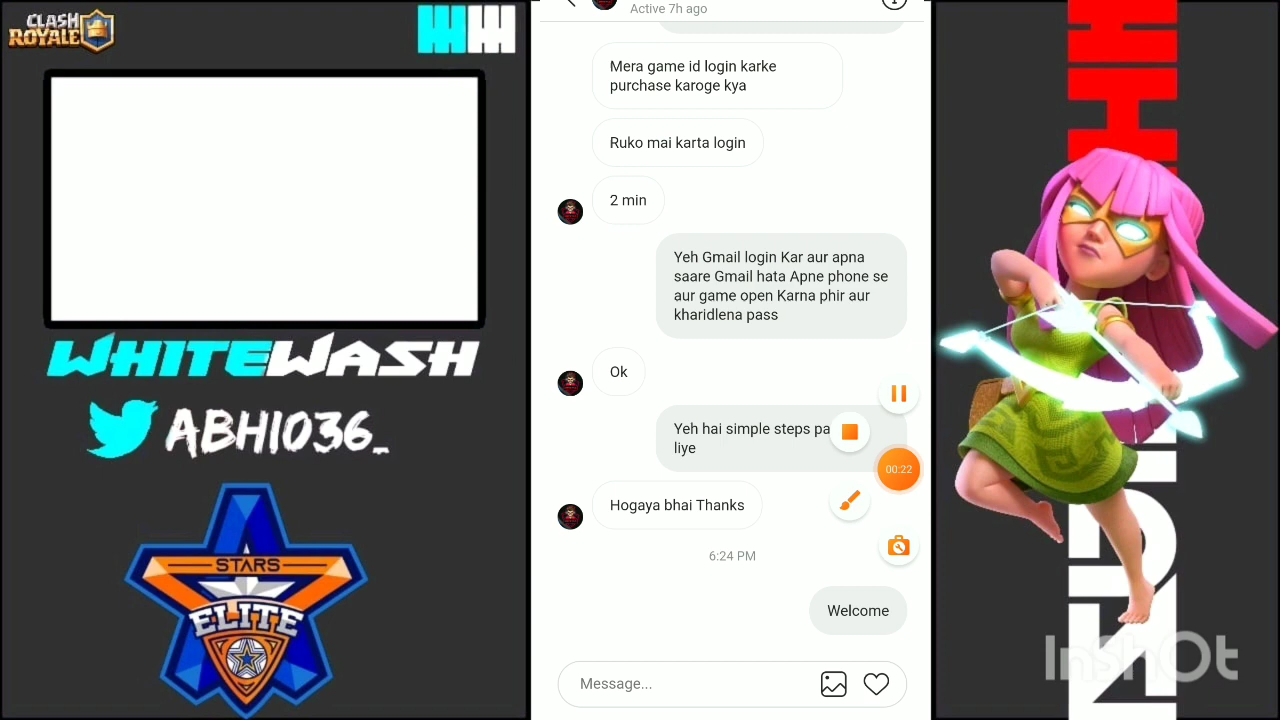 CLASH
ROYALE
WHITEWASH
ABHI036_
STARS
ELITE
Active 7h ago
Mera game id login karke
purchase karoge kya
Ruko mai karta login
2 min
Yeh Gmail login Kar aur apna
saare Gmail hata Apne phone se
aur game open Karna phir aur
kharidlena pass
Ok
Yeh hai simple steps pa
liye
00:22
Hogaya bhai Thanks
6:24 PM
Welcome
Message...
InshOt